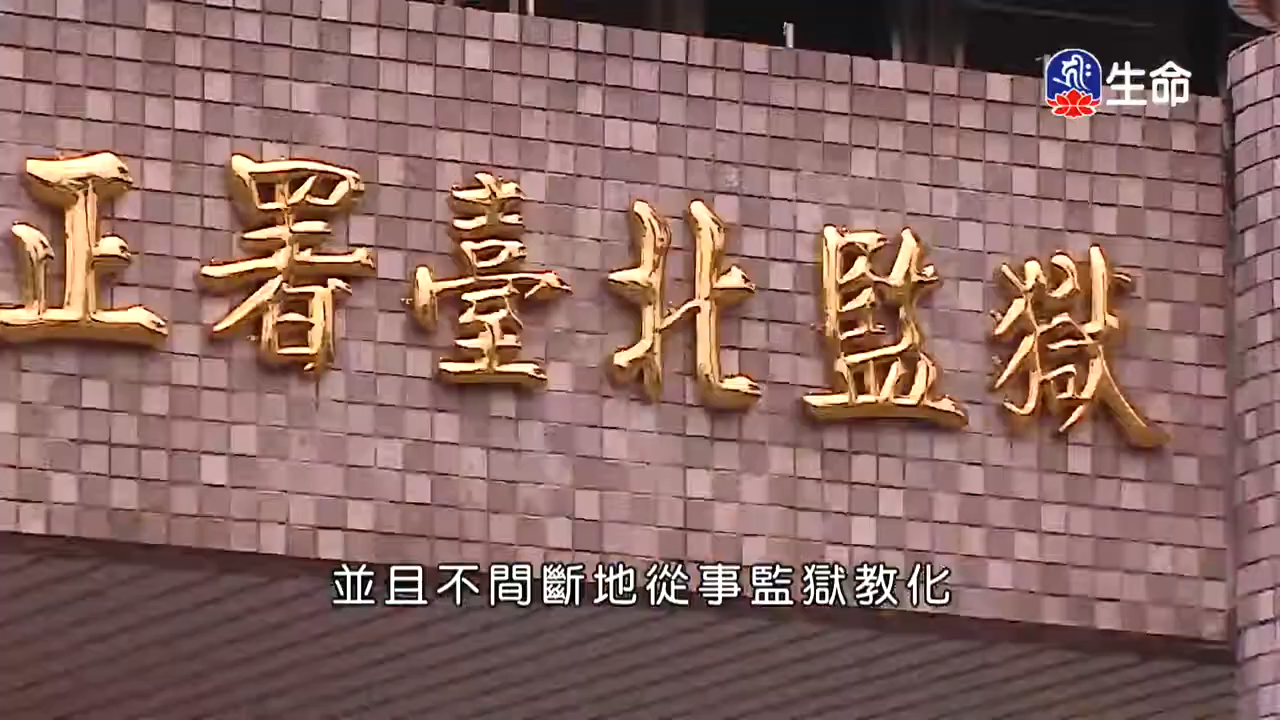 生命
正署臺北監獄
並且不間斷地從事監獄教化